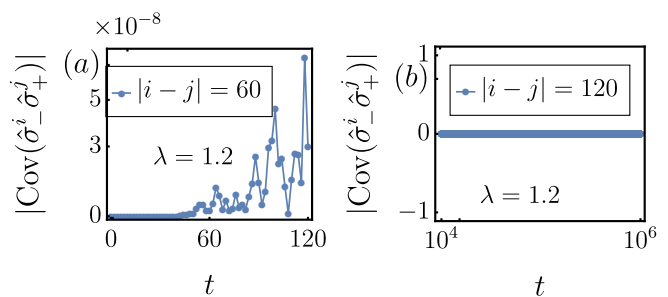 ×10⁻⁸
(a)
|i − j| = 60
λ = 1.2
|Cov(σ̂ⁱ₋σ̂ʲ₊)|
5
3
0
0 60 120
t
(b)
|i − j| = 120
λ = 1.2
|Cov(σ̂ⁱ₋σ̂ʲ₊)|
1
0
−1
10⁴ 10⁶
t